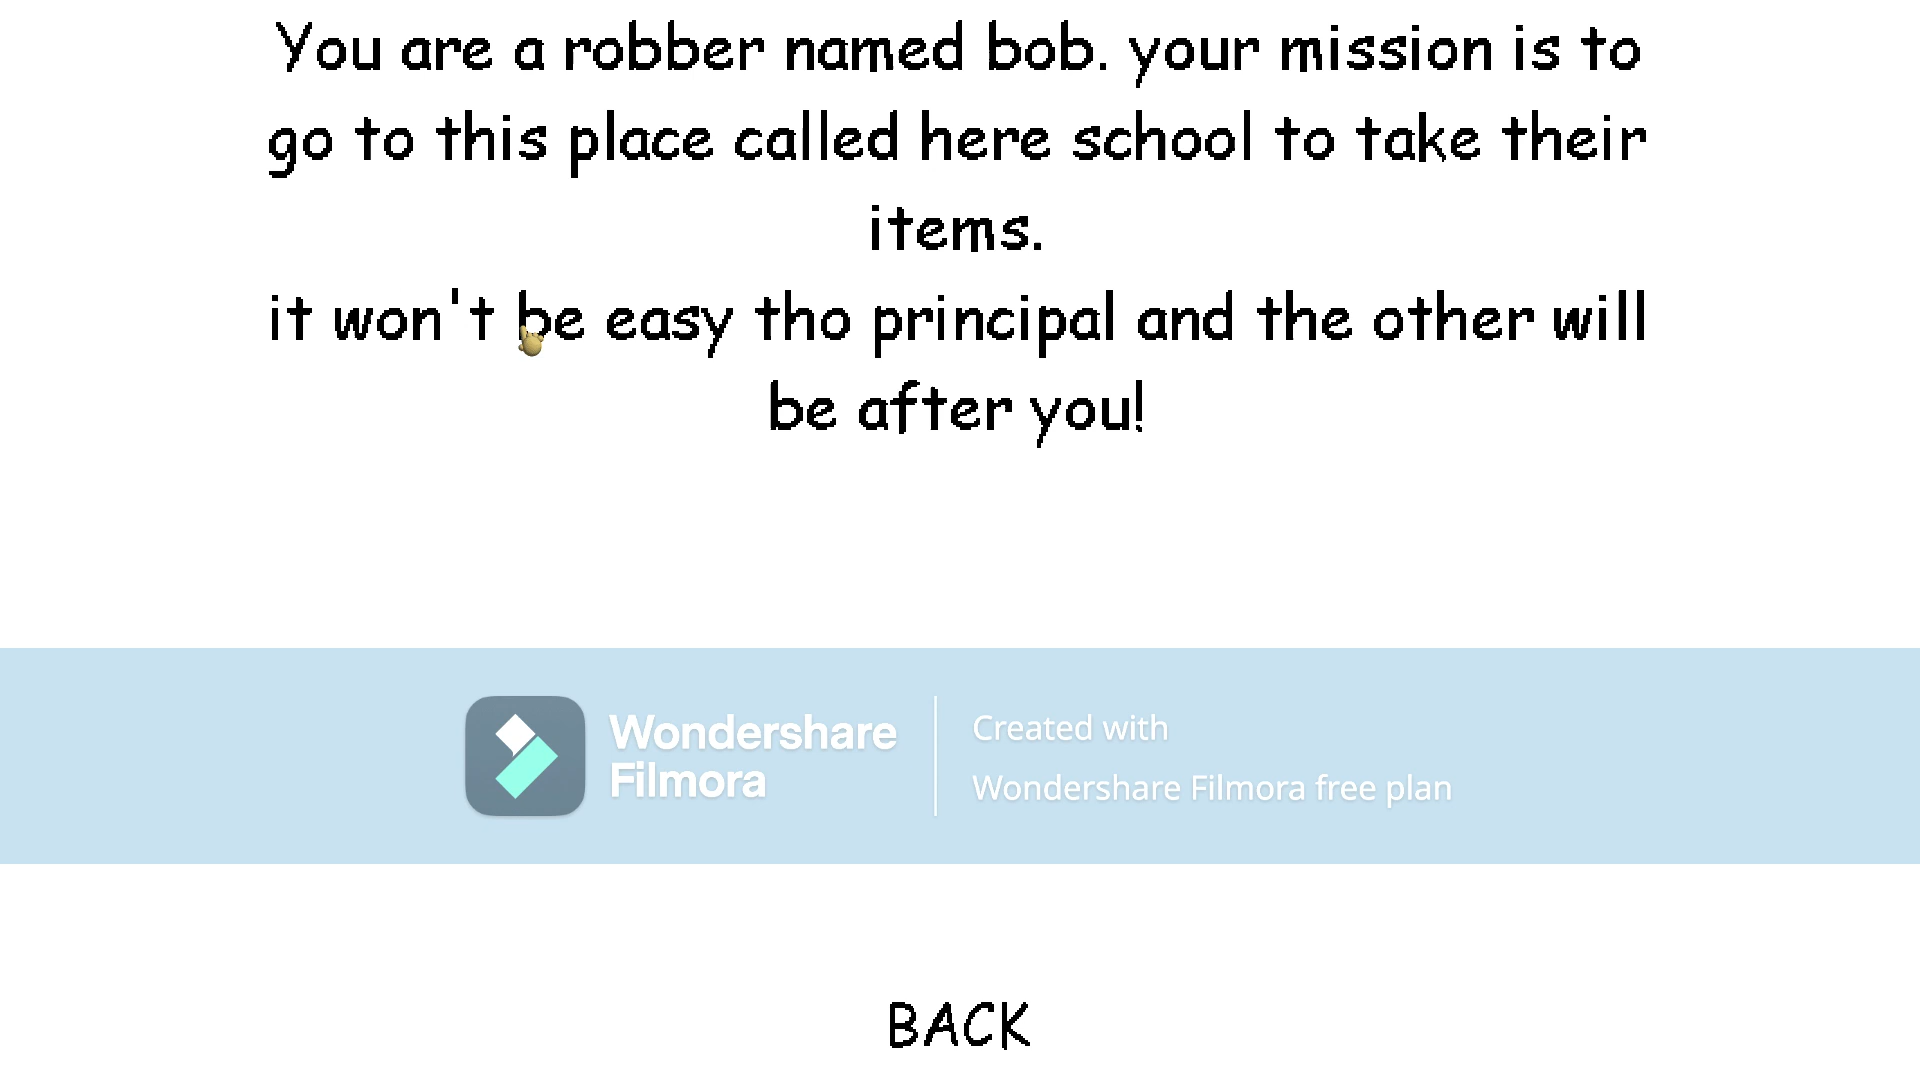 You are a robber named bob. your mission is to
go to this place called here school to take their
items.
it won't be easy tho principal and the other will
be after you!
Wondershare
Filmora
Created with
Wondershare Filmora free plan
BACK